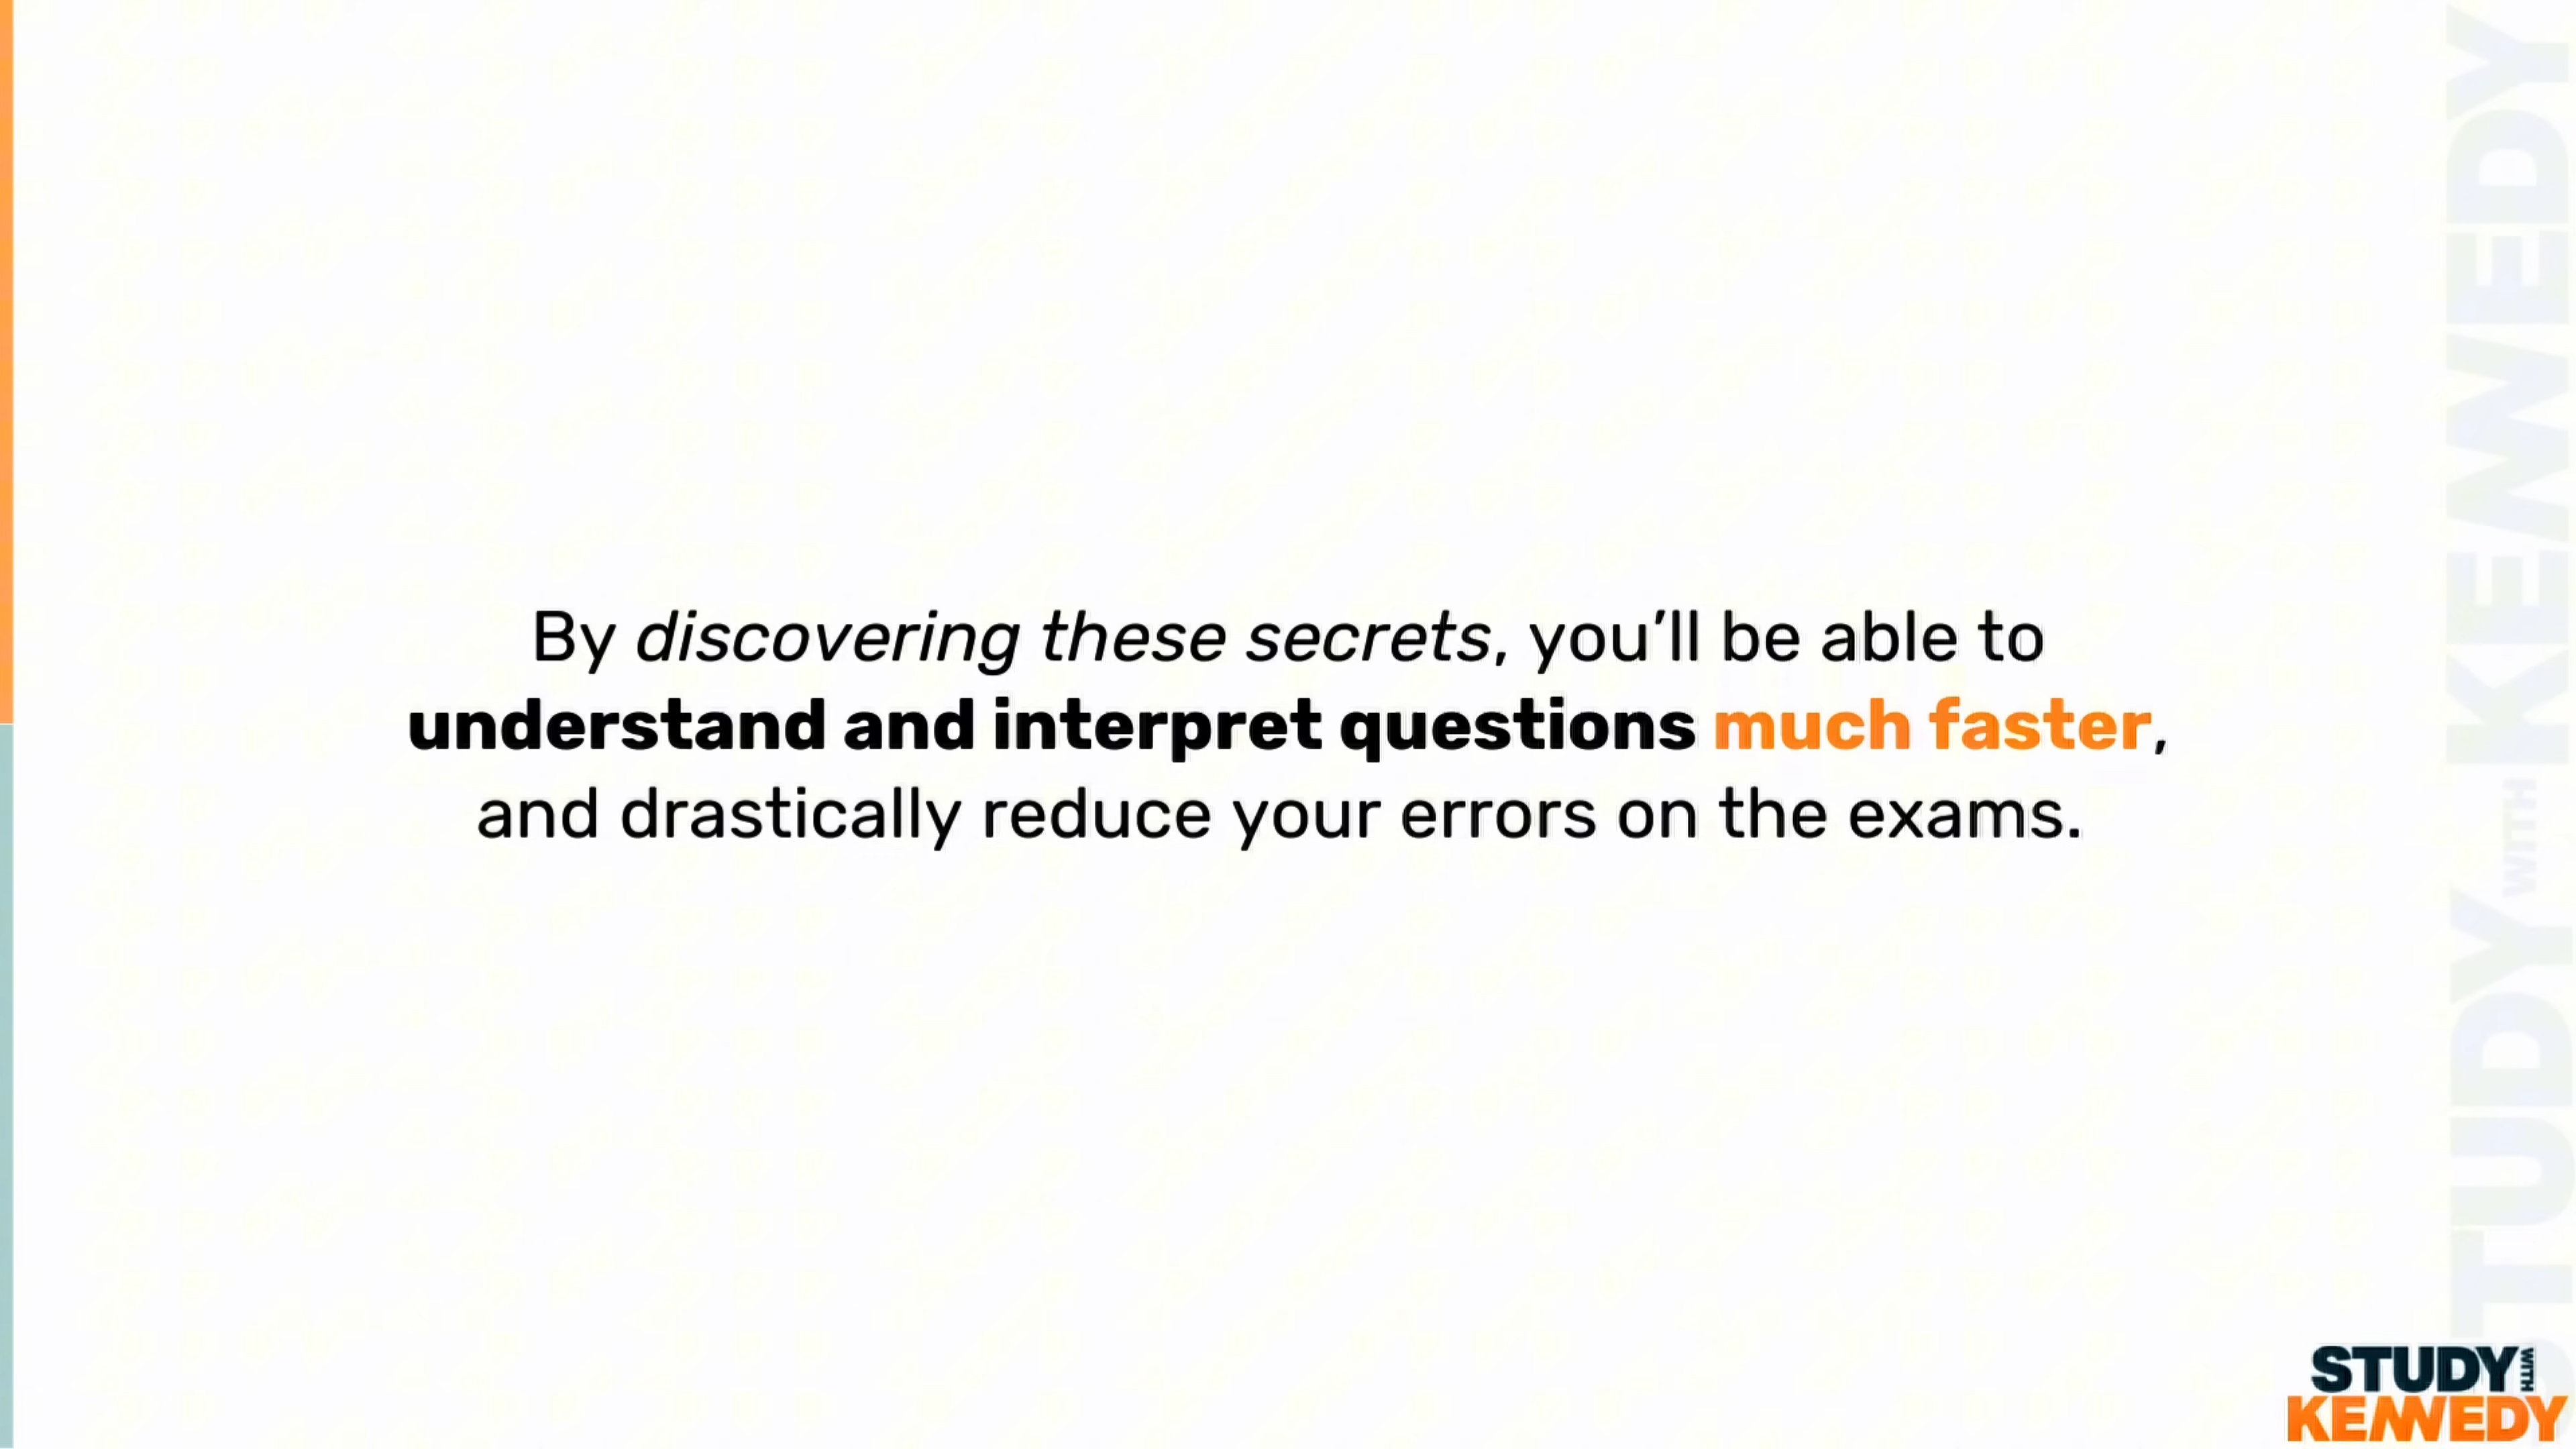 By discovering these secrets, you’ll be able to
understand and interpret questions much faster,
and drastically reduce your errors on the exams.
STUDY WITH KENNEDY
STUDY WITH
KENNEDY